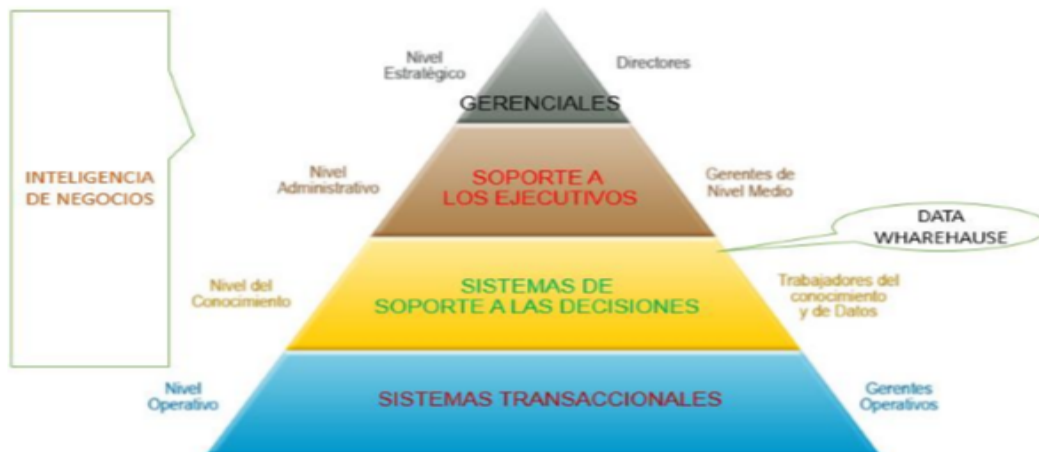 Nivel
Estratégico
Directores
GERENCIALES
INTELIGENCIA
DE NEGOCIOS
Nivel
Administrativo
SOPORTE A
LOS EJECUTIVOS
Gerentes de
Nivel Medio
DATA
WHAREHAUSE
Nivel del
Conocimiento
SISTEMAS DE
SOPORTE A LAS DECISIONES
Trabajadores del
conocimiento
y de Datos
Nivel
Operativo
SISTEMAS TRANSACCIONALES
Gerentes
Operativos